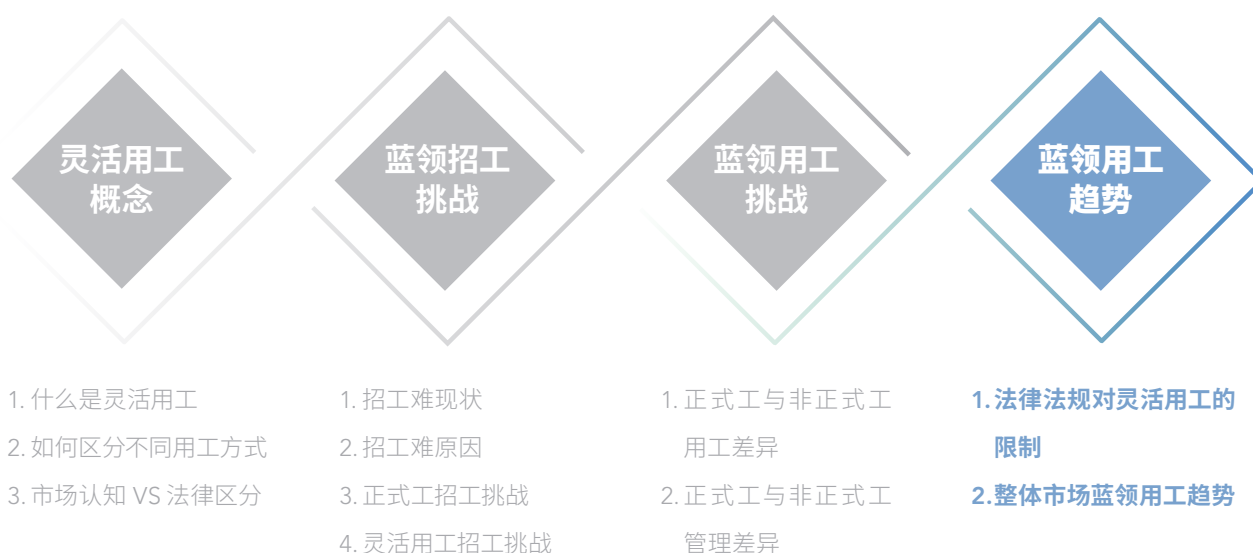 灵活用工
概念
蓝领招工
挑战
蓝领用工
挑战
蓝领用工
趋势
1. 什么是灵活用工
2. 如何区分不同用工方式
3. 市场认知 VS 法律区分
1. 招工难现状
2. 招工难原因
3. 正式工招工挑战
4. 灵活用工招工挑战
1. 正式工与非正式工
用工差异
2. 正式工与非正式工
管理差异
1. 法律法规对灵活用工的
限制
2.整体市场蓝领用工趋势